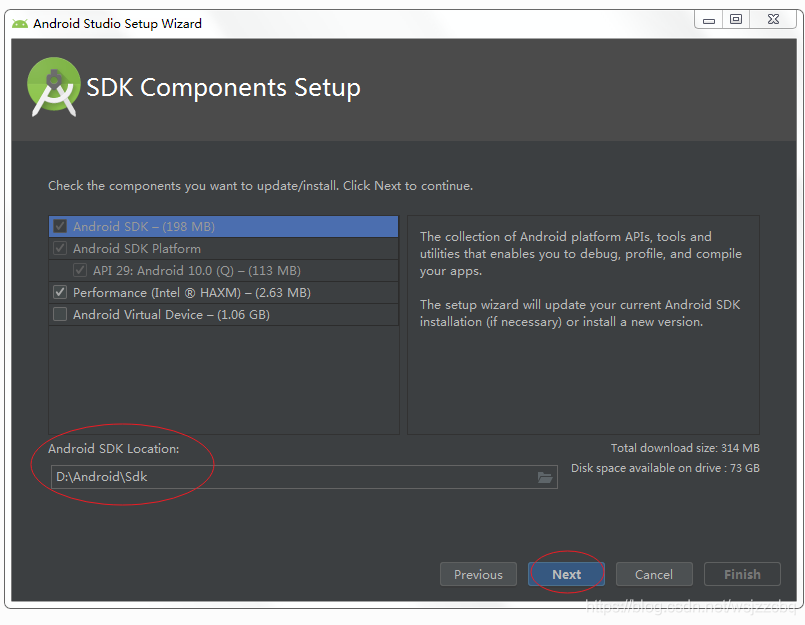 Android Studio Setup Wizard
SDK Components Setup
Check the components you want to update/install. Click Next to continue.
Android SDK – (198 MB)
Android SDK Platform
API 29: Android 10.0 (Q) – (113 MB)
Performance (Intel ® HAXM) – (2.63 MB)
Android Virtual Device – (1.06 GB)
The collection of Android platform APIs, tools and
utilities that enables you to debug, profile, and compile
your apps.
The setup wizard will update your current Android SDK
installation (if necessary) or install a new version.
Android SDK Location:
D:\Android\Sdk
Total download size: 314 MB
Disk space available on drive : 73 GB
Previous
Next
Cancel
Finish